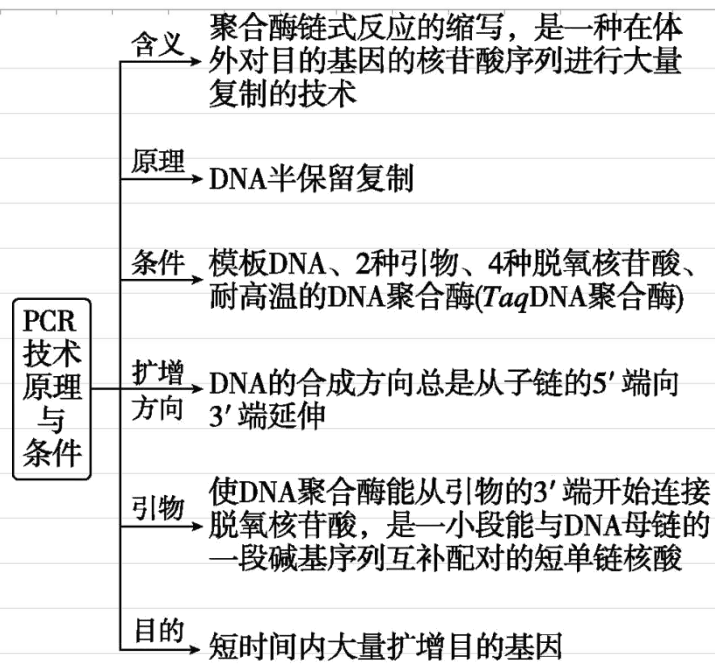 含义
聚合酶链式反应的缩写，是一种在体
外对目的基因的核苷酸序列进行大量
复制的技术
原理
DNA半保留复制
条件
模板DNA、2种引物、4种脱氧核苷酸、
耐高温的DNA聚合酶(TaqDNA聚合酶)
PCR
技术
原理
与
条件
扩增
方向
DNA的合成方向总是从子链的5′端向
3′端延伸
引物
使DNA聚合酶能从引物的3′端开始连接
脱氧核苷酸，是一小段能与DNA母链的
一段碱基序列互补配对的短单链核酸
目的
短时间内大量扩增目的基因